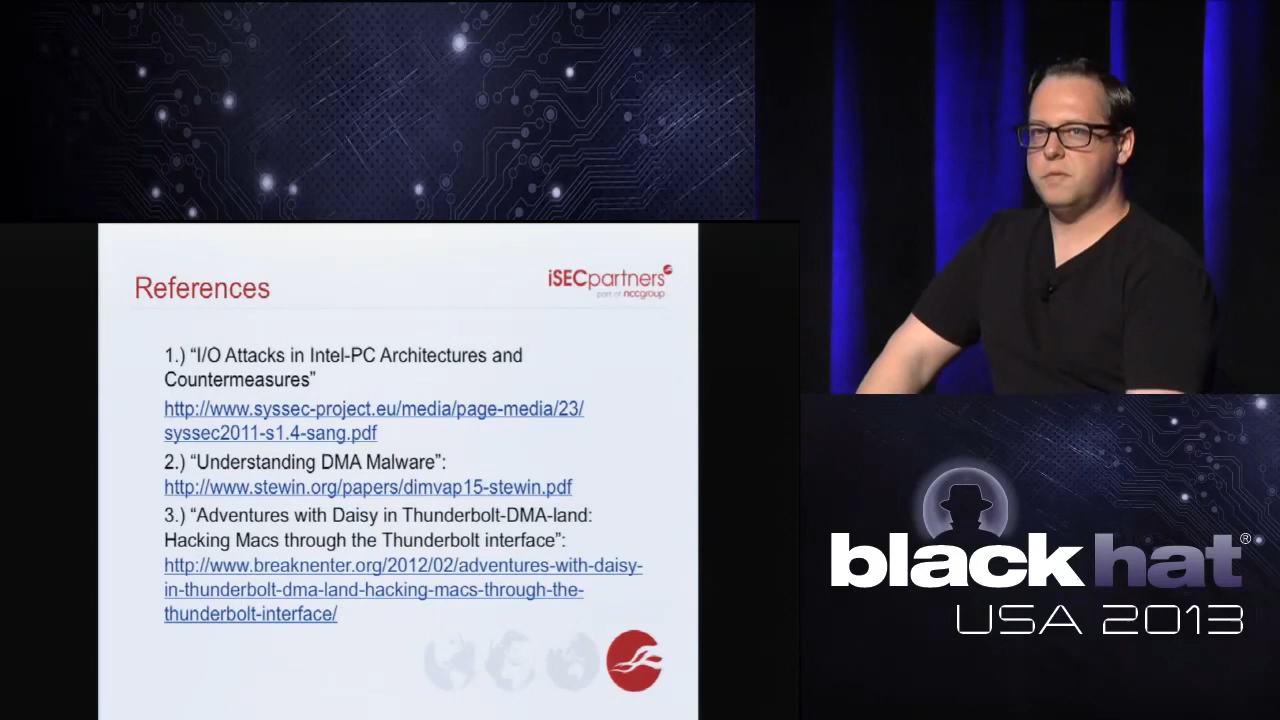 References
iSECpartners
part of nccgroup
1.) “I/O Attacks in Intel-PC Architectures and
Countermeasures”
http://www.syssec-project.eu/media/page-media/23/
syssec2011-s1.4-sang.pdf
2.) “Understanding DMA Malware”:
http://www.stewin.org/papers/dimvap15-stewin.pdf
3.) “Adventures with Daisy in Thunderbolt-DMA-land:
Hacking Macs through the Thunderbolt interface”:
http://www.breaknenter.org/2012/02/adventures-with-daisy-
in-thunderbolt-dma-land-hacking-macs-through-the-
thunderbolt-interface/
blackhat®
USA 2013